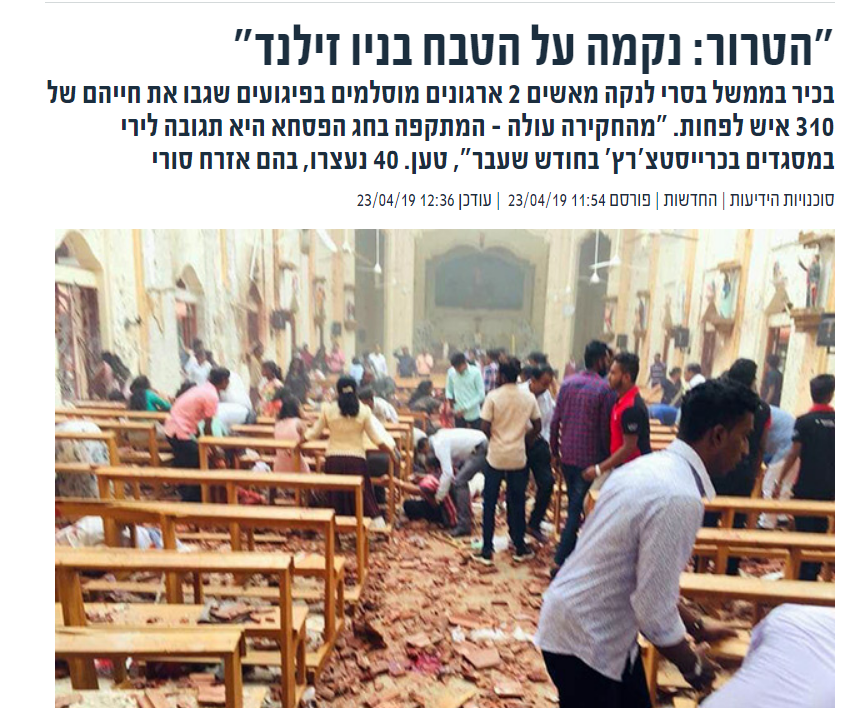 "הטרור: נקמה על הטבח בניו זילנד"
בכיר בממשל בסרי לנקה מאשים 2 ארגונים מוסלמים בפיגועים שגבו את חייהם של
310 איש לפחות. "מהחקירה עולה - המתקפה בחג הפסחא היא תגובה לירי
במסגדים בכרייסטצ'רץ' בחודש שעבר", טען. 40 נעצרו, בהם אזרח סורי
סוכנויות הידיעות | החדשות | פורסם 23/04/19 11:54 | עודכן 23/04/19 12:36